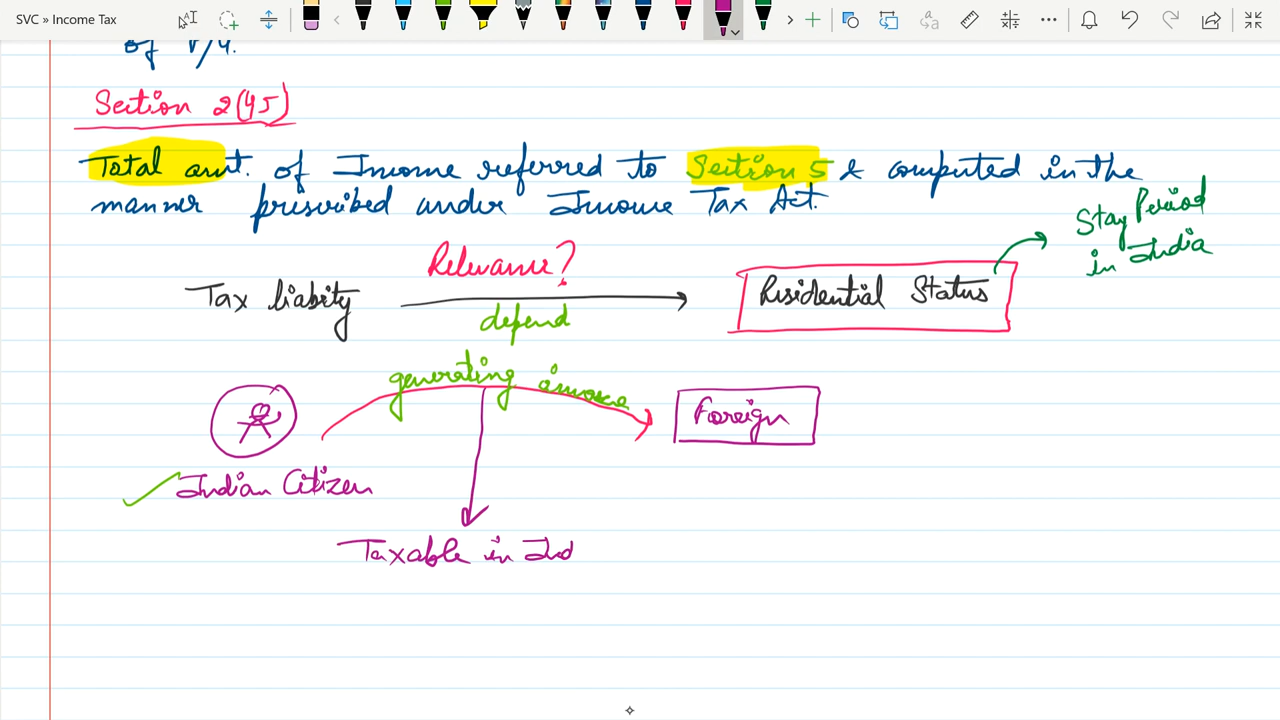 SVC » Income Tax
of
Section 2(45)
Total amt. of Income referred to Section 5 & computed in the
manner prescribed under Income Tax Act.
Stay Period
in India
Relevance?
Tax liabity
Residential Status
depend
generating income
Foreign
Indian Citizen
Taxable in Ind